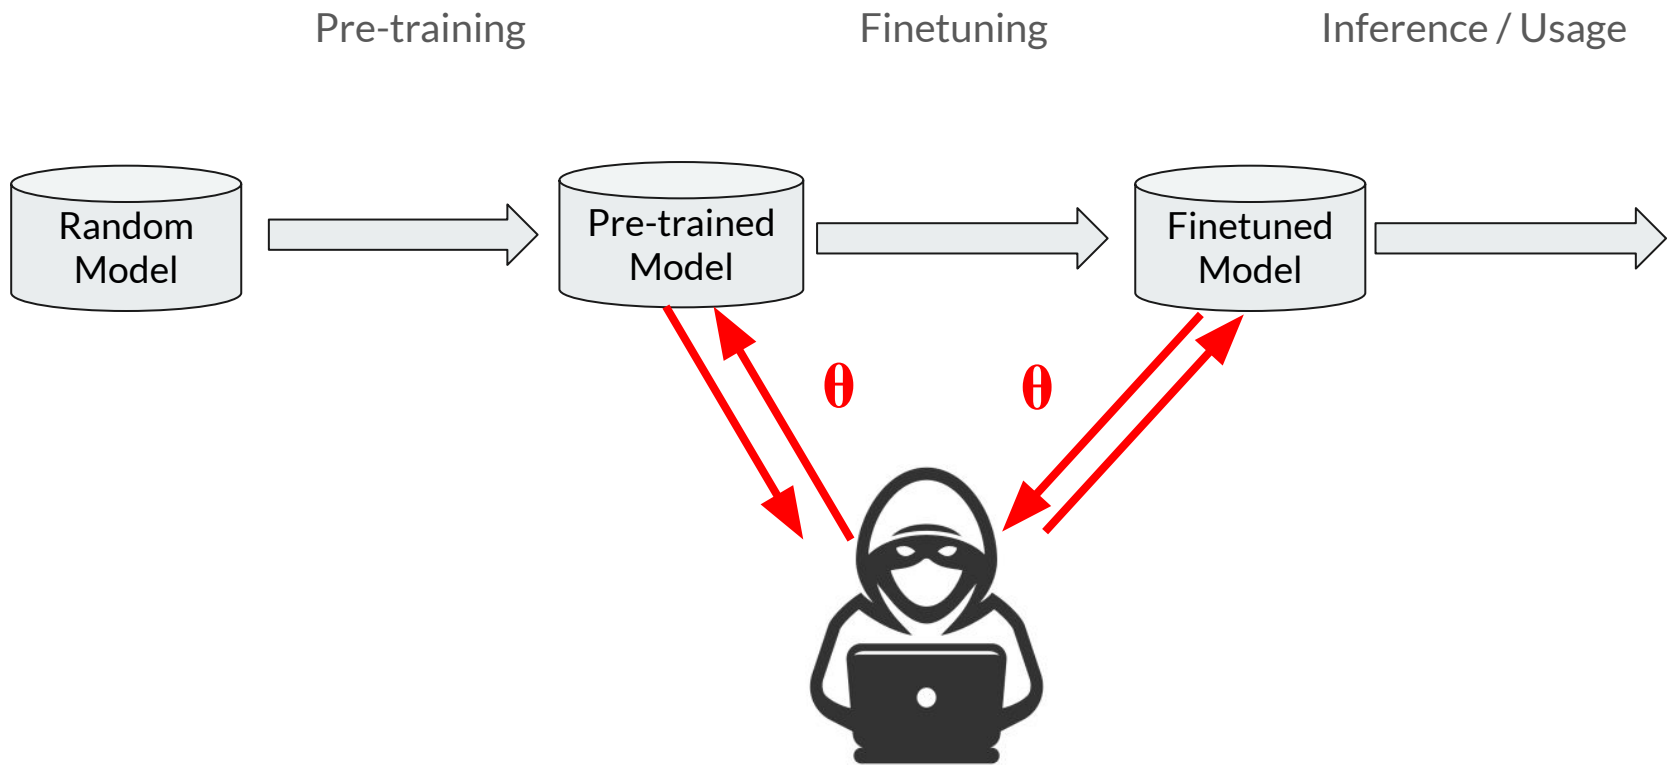 Pre-training
Finetuning
Inference / Usage
Random
Model
Pre-trained
Model
Finetuned
Model
θ
θ